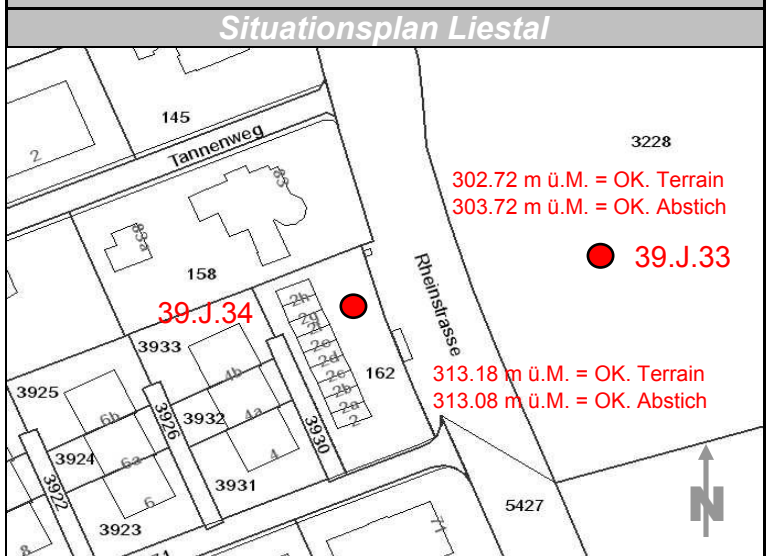 Situationsplan Liestal
145
2
Tannenweg
3228
302.72 m ü.M. = OK. Terrain
303.72 m ü.M. = OK. Abstich
83
83a
39.J.33
158
Rheinstrasse
39.J.34
2h
2g
2f
2e
2d
2c
2b
2a
2
3933
4b
162
313.18 m ü.M. = OK. Terrain
313.08 m ü.M. = OK. Abstich
3925
6b
3926
3932
4a
3930
3924
6a
4
3931
3922
6
5427
N
3923
8
71